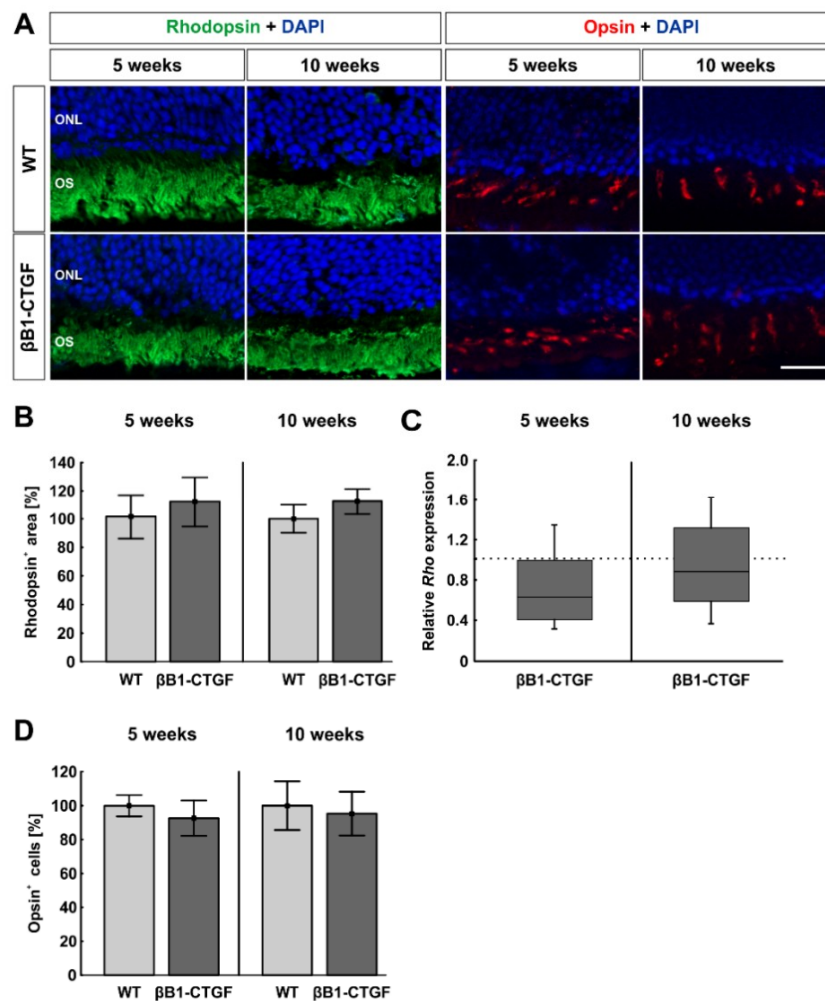 A
Rhodopsin + DAPI
Opsin + DAPI
5 weeks
10 weeks
5 weeks
10 weeks
WT
ONL
OS
βB1-CTGF
ONL
OS
B
5 weeks
10 weeks
Rhodopsin⁺ area [%]
140
120
100
80
60
40
20
0
WT
βB1-CTGF
WT
βB1-CTGF
C
5 weeks
10 weeks
Relative Rho expression
2.0
1.6
1.2
0.8
0.4
0
βB1-CTGF
βB1-CTGF
D
5 weeks
10 weeks
Opsin⁺ cells [%]
120
100
80
60
40
20
0
WT
βB1-CTGF
WT
βB1-CTGF